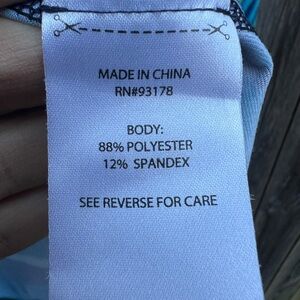 MADE IN CHINA
RN#93178
BODY:
88% POLYESTER
12% SPANDEX
SEE REVERSE FOR CARE